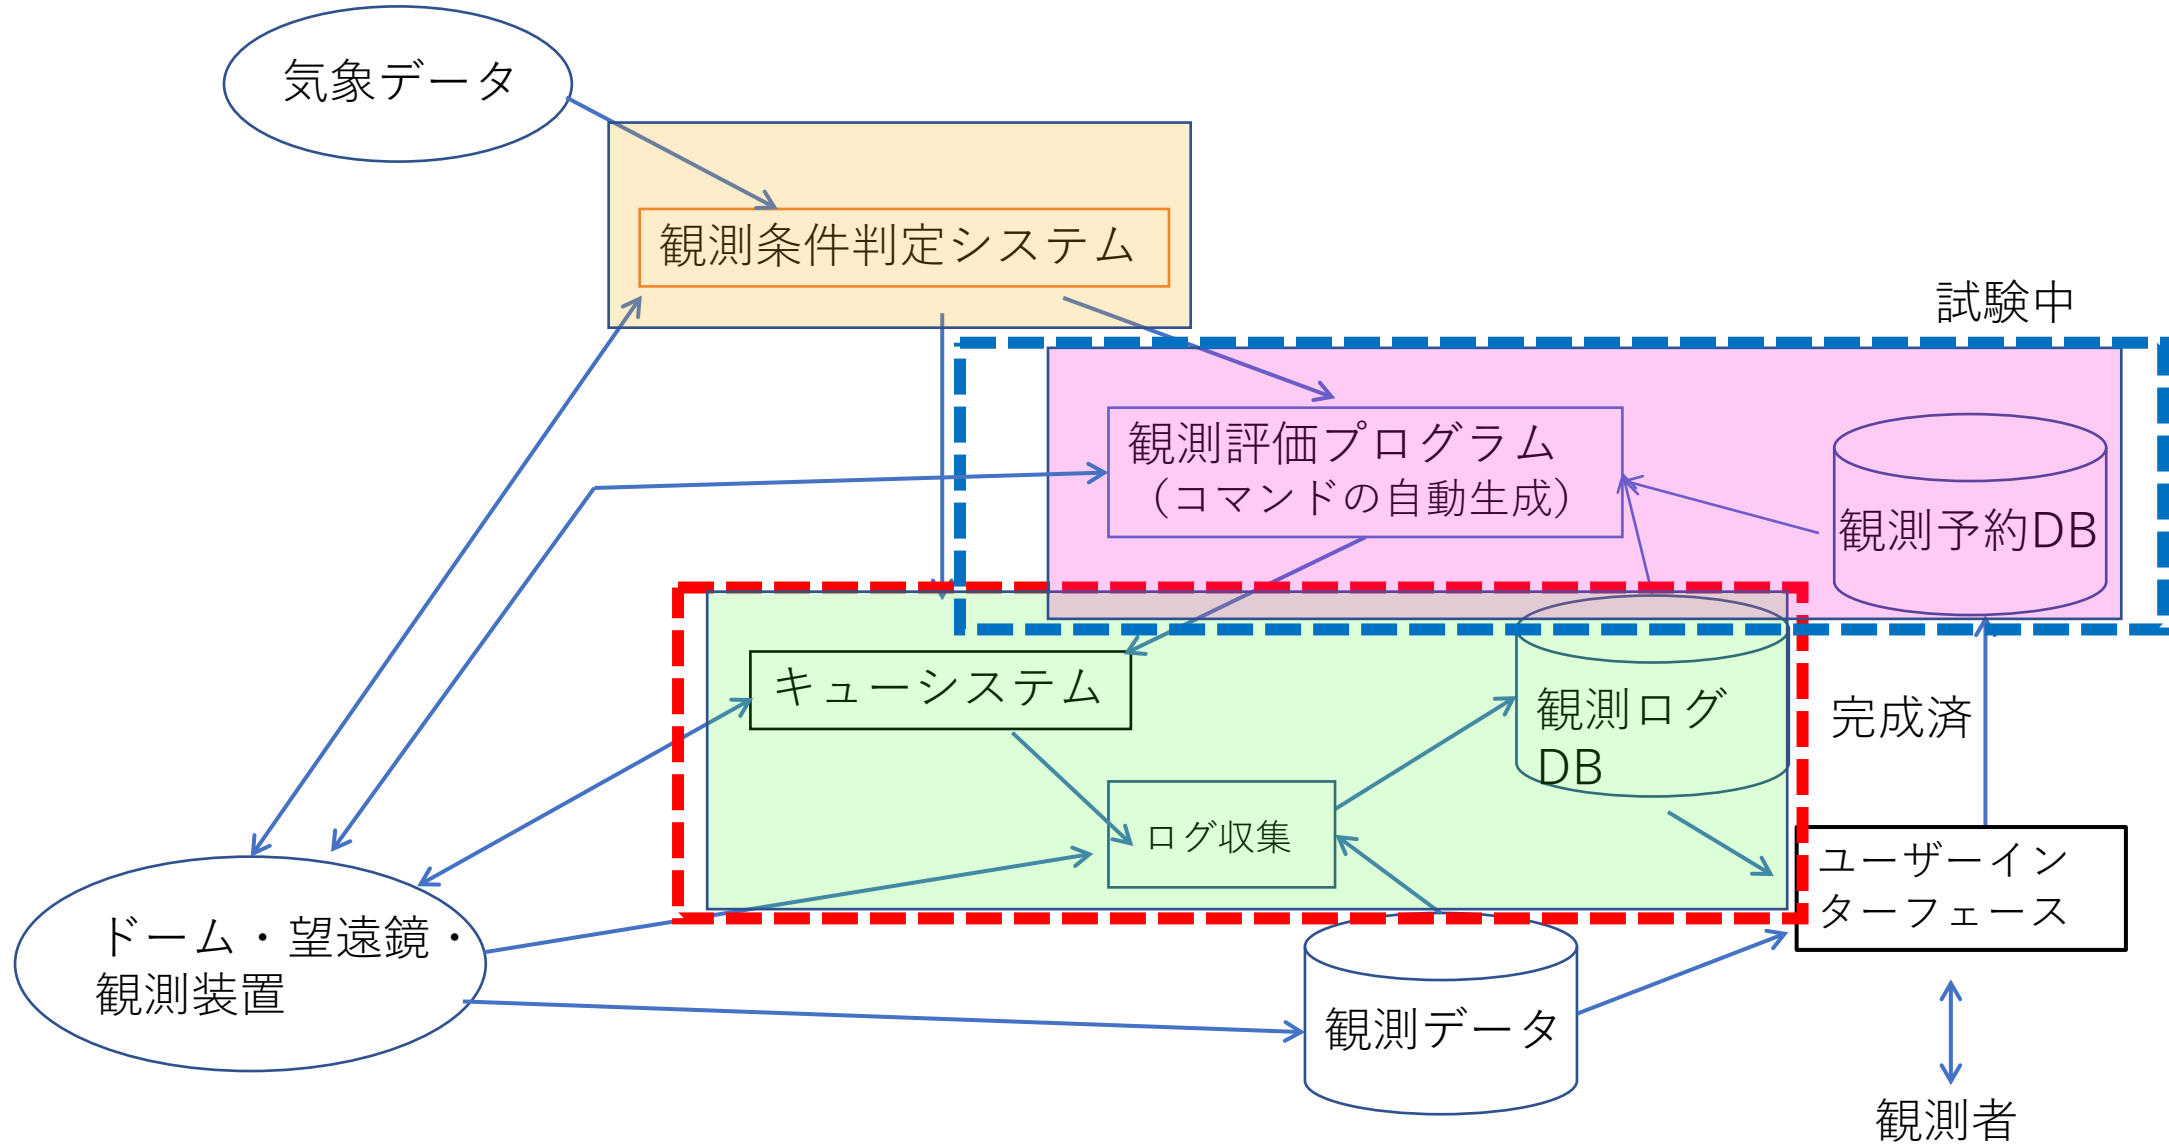 気象データ
観測条件判定システム
試験中
観測評価プログラム
（コマンドの自動生成）
観測予約DB
キューシステム
観測ログ
DB
完成済
ログ収集
ユーザーイン
ターフェース
ドーム・望遠鏡・
観測装置
観測データ
観測者